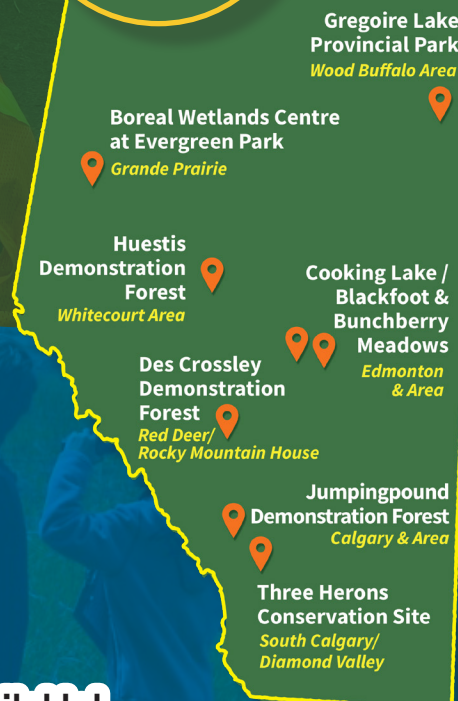 Gregoire Lake
Provincial Park
Wood Buffalo Area
Boreal Wetlands Centre
at Evergreen Park
Grande Prairie
Huestis
Demonstration
Forest
Whitecourt Area
Cooking Lake /
Blackfoot &
Bunchberry
Meadows
Edmonton
& Area
Des Crossley
Demonstration
Forest
Red Deer/
Rocky Mountain House
Jumpingpound
Demonstration Forest
Calgary & Area
Three Herons
Conservation Site
South Calgary/
Diamond Valley